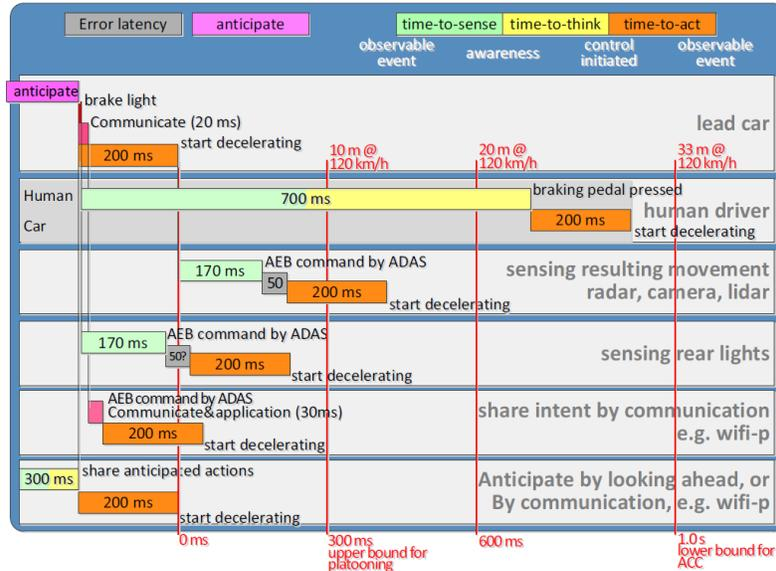 Error latency
anticipate
time-to-sense
time-to-think
time-to-act
observable
event
awareness
control
initiated
observable
event
anticipate
brake light
Communicate (20 ms)
start decelerating
200 ms
lead car
10 m @
120 km/h
20 m @
120 km/h
33 m @
120 km/h
Human
Car
700 ms
braking pedal pressed
200 ms
human driver
start decelerating
170 ms
AEB command by ADAS
50
200 ms
start decelerating
sensing resulting movement
radar, camera, lidar
170 ms
AEB command by ADAS
50?
200 ms
start decelerating
sensing rear lights
AEB command by ADAS
Communicate&application (30ms)
200 ms
start decelerating
share intent by communication
e.g. wifi-p
300 ms
share anticipated actions
200 ms
start decelerating
Anticipate by looking ahead, or
By communication, e.g. wifi-p
0 ms
300 ms
upper bound for
platooning
600 ms
1.0 s
lower bound for
ACC